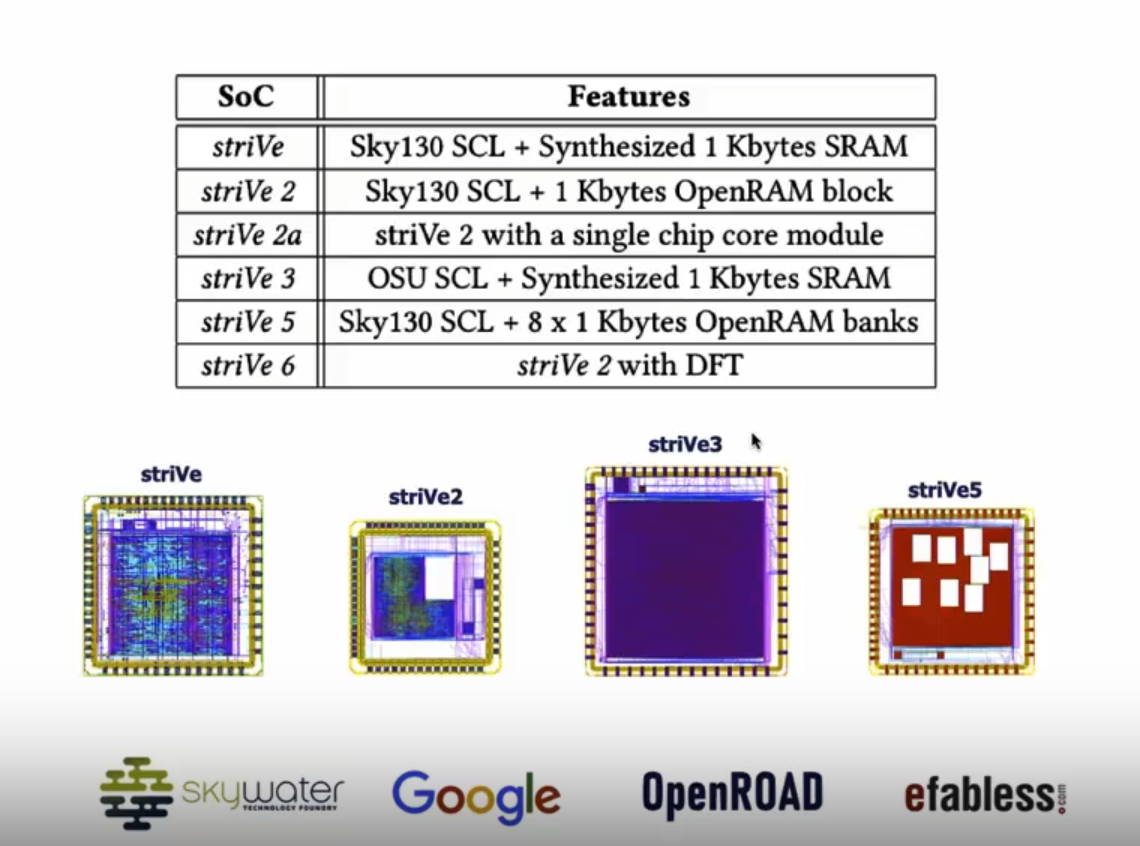 SoC Features
striVe Sky130 SCL + Synthesized 1 Kbytes SRAM
striVe 2 Sky130 SCL + 1 Kbytes OpenRAM block
striVe 2a striVe 2 with a single chip core module
striVe 3 OSU SCL + Synthesized 1 Kbytes SRAM
striVe 5 Sky130 SCL + 8 x 1 Kbytes OpenRAM banks
striVe 6 striVe 2 with DFT
striVe striVe2 striVe3 striVe5
skywater Google OpenROAD efabless.com
TECHNOLOGY FOUNDRY